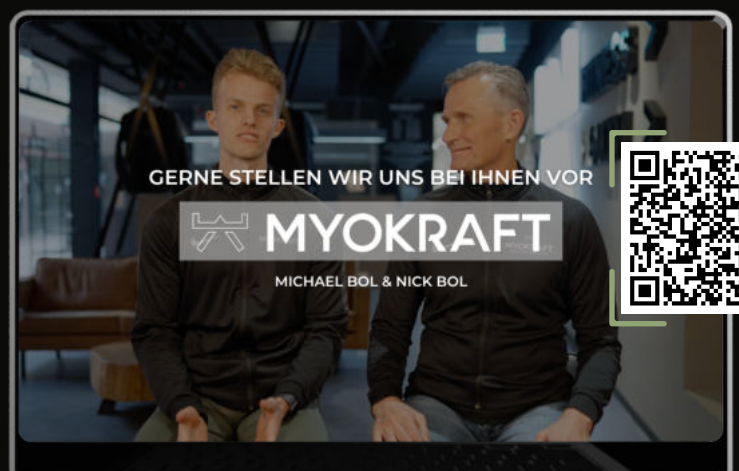 GERNE STELLEN WIR UNS BEI IHNEN VOR
MYOKRAFT
MICHAEL BOL & NICK BOL